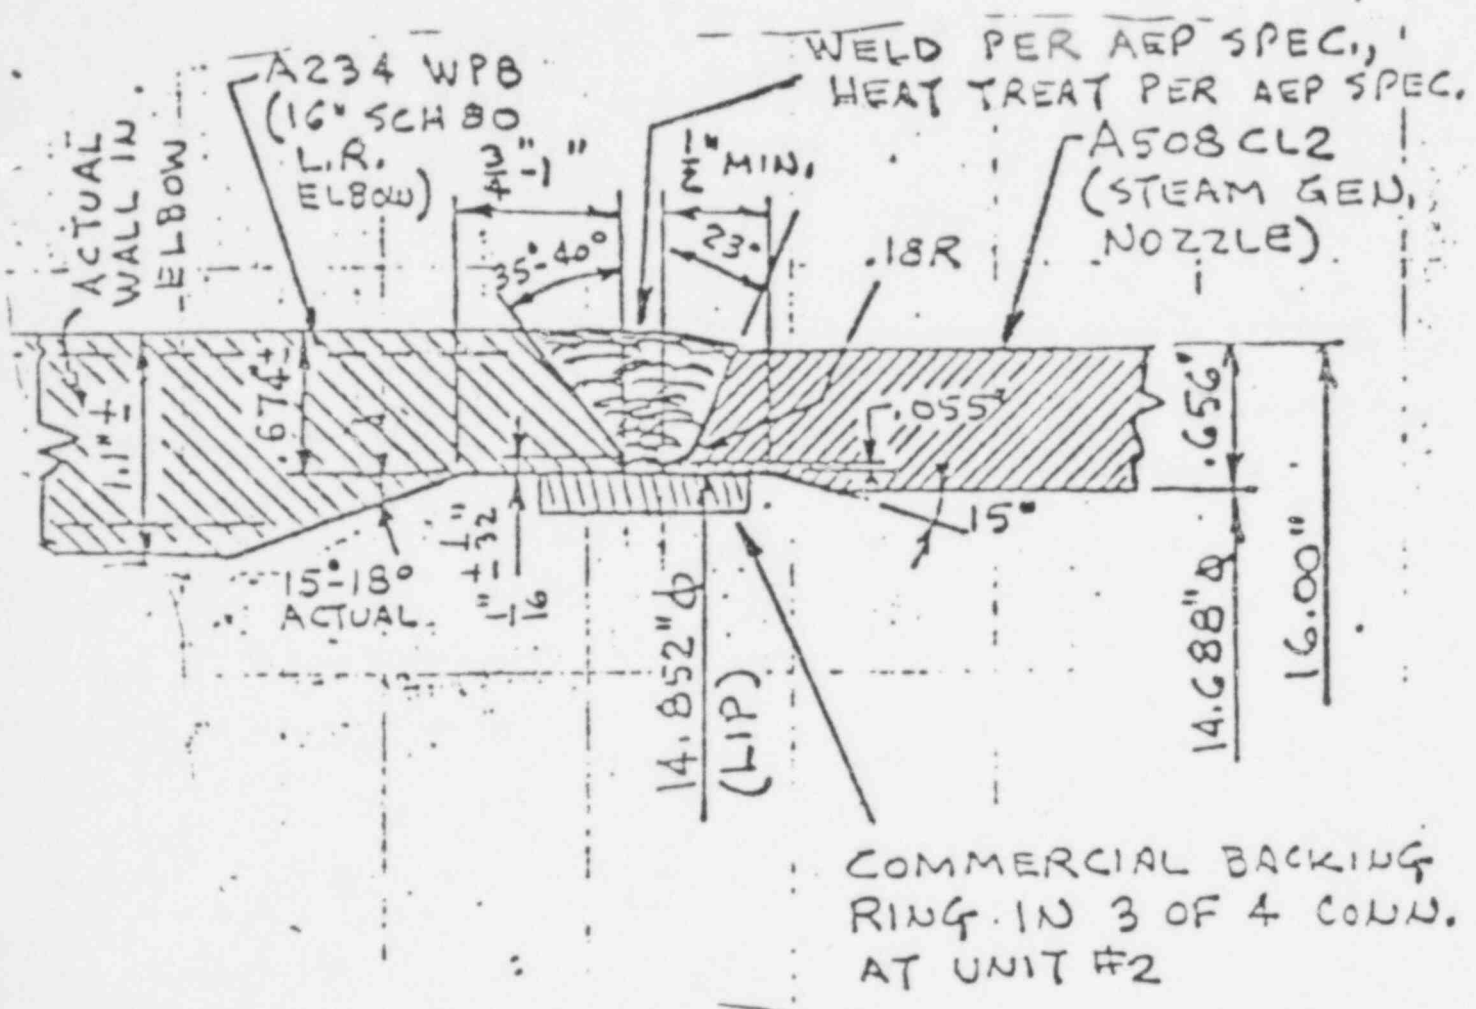 A234 WPB
(16" SCH 80
L.R.
ELBOW)
WELD PER AEP SPEC.,
HEAT TREAT PER AEP SPEC.
A508 CL2
(STEAM GEN.
NOZZLE)
ACTUAL
WALL IN
ELBOW
3/4"-1"
1/2" MIN.
35°-40°
23°
.18R
1.1" ±
.674±
.055"
.656"
15°
15°-18°
ACTUAL
1/16" ± 1/32"
14.852" φ
(LIP)
14.688" φ
16.00"
COMMERCIAL BACKING
RING IN 3 OF 4 CONN.
AT UNIT #2